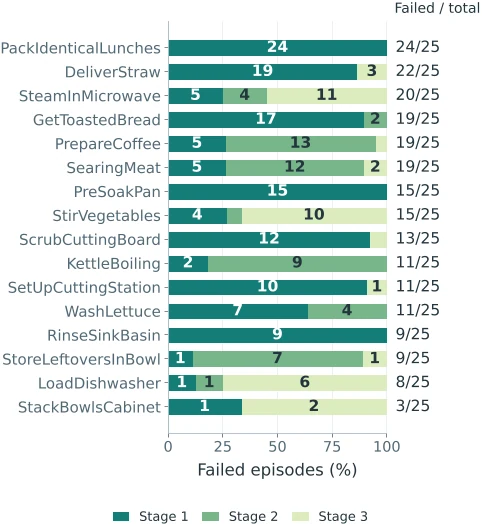 Failed / total
PackIdenticalLunches 24 24/25
DeliverStraw 19 3 22/25
SteamInMicrowave 5 4 11 20/25
GetToastedBread 17 2 19/25
PrepareCoffee 5 13 19/25
SearingMeat 5 12 2 19/25
PreSoakPan 15 15/25
StirVegetables 4 10 15/25
ScrubCuttingBoard 12 13/25
KettleBoiling 2 9 11/25
SetUpCuttingStation 10 1 11/25
WashLettuce 7 4 11/25
RinseSinkBasin 9 9/25
StoreLeftoversInBowl 1 7 1 9/25
LoadDishwasher 1 1 6 8/25
StackBowlsCabinet 1 2 3/25
0 25 50 75 100
Failed episodes (%)
Stage 1 Stage 2 Stage 3